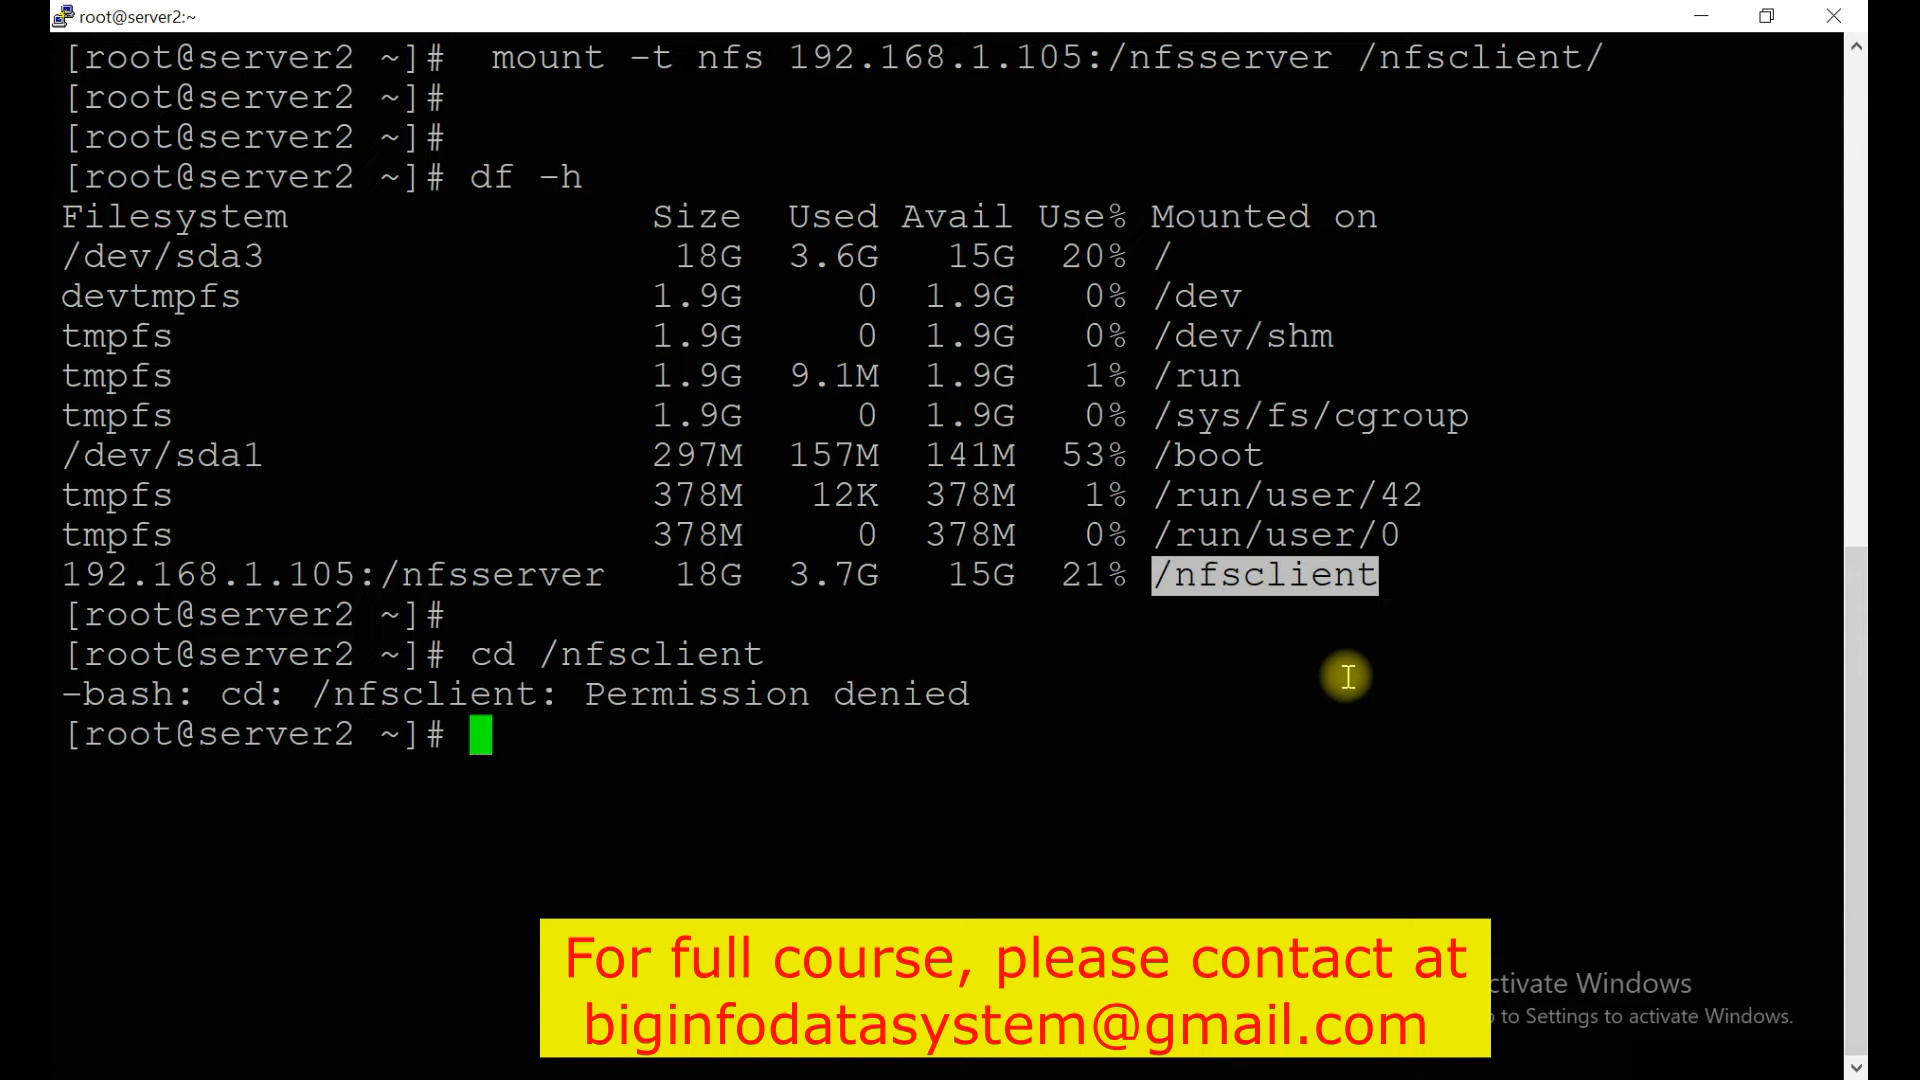 root@server2:~
[root@server2 ~]#  mount -t nfs 192.168.1.105:/nfsserver /nfsclient/
[root@server2 ~]#
[root@server2 ~]#
[root@server2 ~]# df -h
Filesystem Size Used Avail Use% Mounted on
/dev/sda3 18G 3.6G 15G 20% /
devtmpfs 1.9G 0 1.9G 0% /dev
tmpfs 1.9G 0 1.9G 0% /dev/shm
tmpfs 1.9G 9.1M 1.9G 1% /run
tmpfs 1.9G 0 1.9G 0% /sys/fs/cgroup
/dev/sda1 297M 157M 141M 53% /boot
tmpfs 378M 12K 378M 1% /run/user/42
tmpfs 378M 0 378M 0% /run/user/0
192.168.1.105:/nfsserver 18G 3.7G 15G 21% /nfsclient
[root@server2 ~]#
[root@server2 ~]# cd /nfsclient
-bash: cd: /nfsclient: Permission denied
[root@server2 ~]#
For full course, please contact at
biginfodatasystem@gmail.com
ctivate Windows
o to Settings to activate Windows.